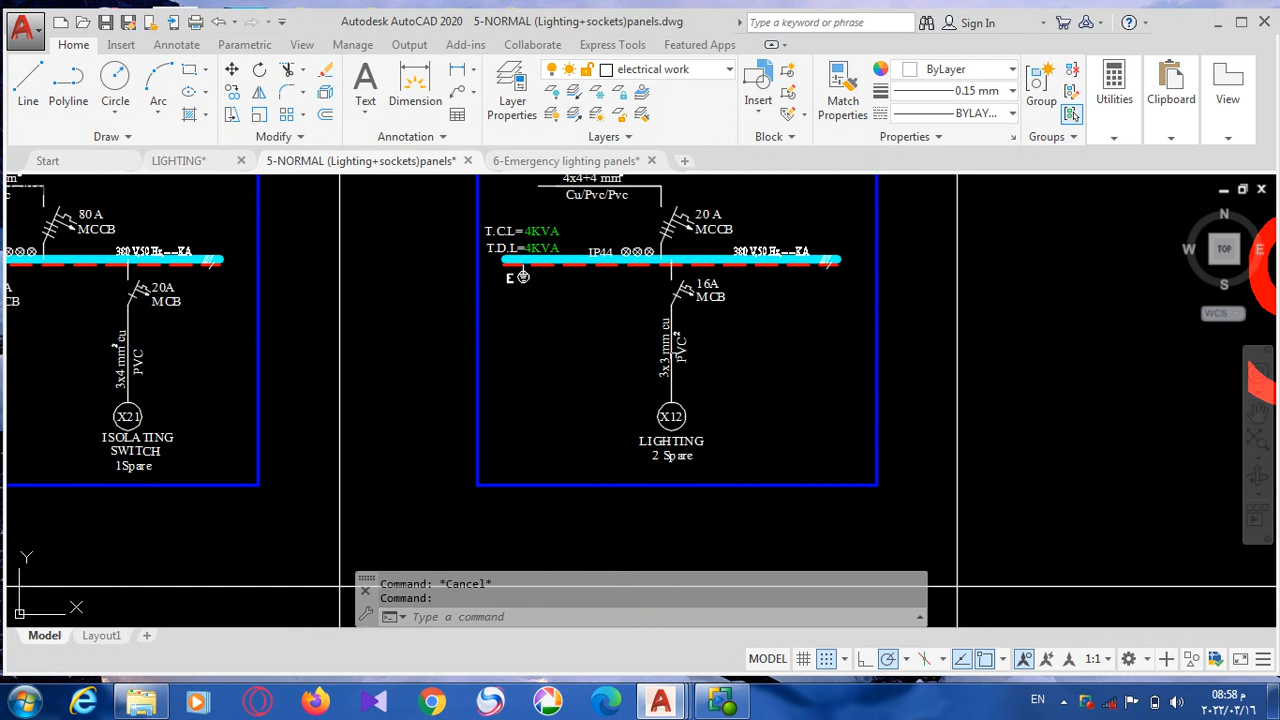 Autodesk AutoCAD 2020 5-NORMAL (Lighting+sockets)panels.dwg
Type a keyword or phrase
Sign In
Home Insert Annotate Parametric View Manage Output Add-ins Collaborate Express Tools Featured Apps
Line Polyline Circle Arc
Draw
Modify
Text Dimension
Annotation
Layer Properties
electrical work
Layers
Insert
Block
Match Properties
ByLayer
0.15 mm
BYLAY...
Properties
Group
Groups
Utilities
Clipboard
View
Start
LIGHTING*
5-NORMAL (Lighting+sockets)panels*
6-Emergency lighting panels*
80 A
MCCB
380 V,50 Hz---KA
20A
MCB
3x4 mm² cu
PVC
X21
ISOLATING
SWITCH
1Spare
4x4+4 mm²
Cu/Pvc/Pvc
T.C.L=4KVA
T.D.L=4KVA
IP44
20 A
MCCB
380 V,50 Hz---KA
E
16A
MCB
3x3 mm cu
PVC²
X12
LIGHTING
2 Spare
N
W TOP E
S
WCS
Y
X
Command: *Cancel*
Command:
Type a command
Model Layout1
MODEL
1:1
EN
08:58 م
٢٠٢٢/٠٣/١٦